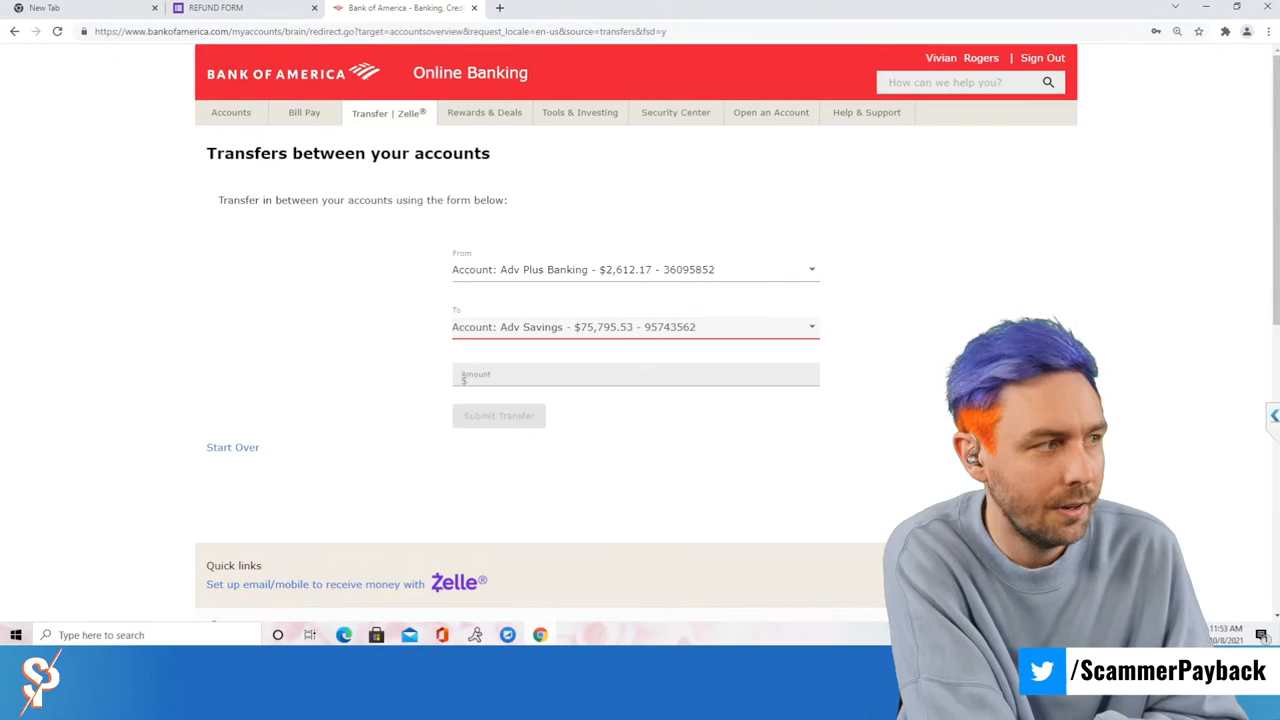 New Tab
REFUND FORM
Bank of America - Banking, Cred
https://www.bankofamerica.com/myaccounts/brain/redirect.go?target=accountsoverview&request_locale=en-us&source=transfers&fsd=y
BANK OF AMERICA
Online Banking
Vivian Rogers | Sign Out
How can we help you?
Accounts
Bill Pay
Transfer | Zelle®
Rewards & Deals
Tools & Investing
Security Center
Open an Account
Help & Support
Transfers between your accounts
Transfer in between your accounts using the form below:
From
Account: Adv Plus Banking - $2,612.17 - 36095852
To
Account: Adv Savings - $75,795.53 - 95743562
Amount
$
Submit Transfer
Start Over
Quick links
Set up email/mobile to receive money with Zelle®
Type here to search
11:53 AM
10/8/2021
SP
/ScammerPayback